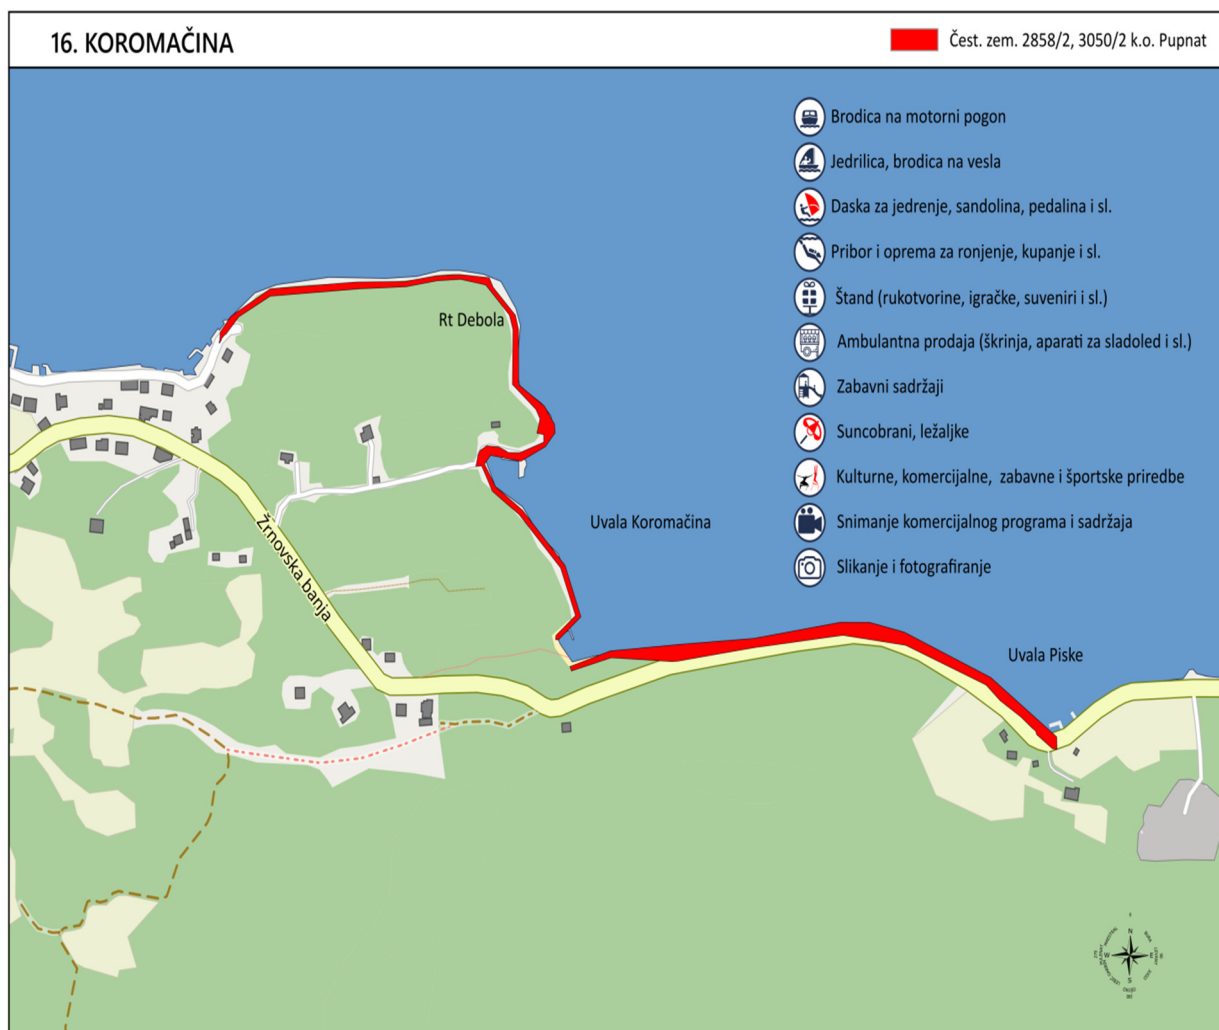 16. KOROMAČINA
Čest. zem. 2858/2, 3050/2 k.o. Pupnat
Brodica na motorni pogon
Jedrilica, brodica na vesla
Daska za jedrenje, sandolina, pedalina i sl.
Pribor i oprema za ronjenje, kupanje i sl.
Štand (rukotvorine, igračke, suveniri i sl.)
Ambulantna prodaja (škrinja, aparati za sladoled i sl.)
Zabavni sadržaji
Suncobrani, ležaljke
Kulturne, komercijalne, zabavne i športske priredbe
Snimanje komercijalnog programa i sadržaja
Slikanje i fotografiranje
Rt Debola
Uvala Koromačina
Žrnovska banja
Uvala Piske
N
W
E
S